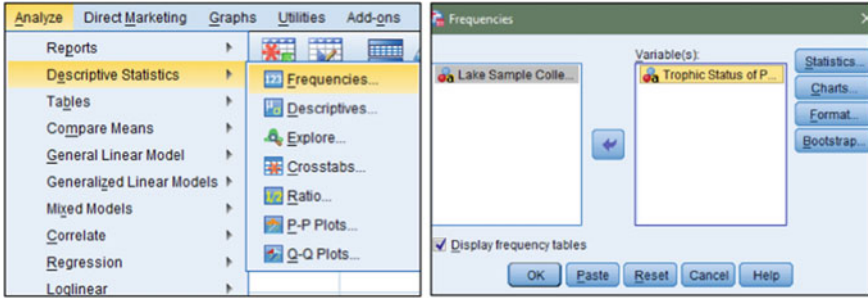 Analyze Direct Marketing Graphs Utilities Add-ons
Reports
Descriptive Statistics
Tables
Compare Means
General Linear Model
Generalized Linear Models
Mixed Models
Correlate
Regression
Loglinear
Frequencies...
Descriptives...
Explore...
Crosstabs...
Ratio...
P-P Plots...
Q-Q Plots...
Frequencies
Variable(s):
Lake Sample Colle...
Trophic Status of P...
Statistics...
Charts...
Format...
Bootstrap...
Display frequency tables
OK Paste Reset Cancel Help